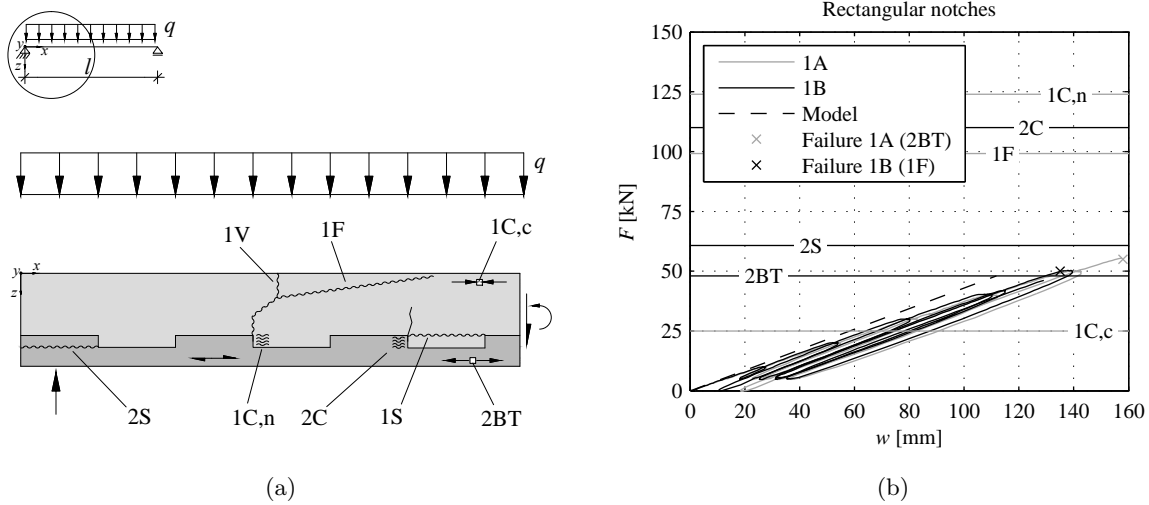 q
y
x
z
l
q
1V
1F
1C,c
y
x
z
2S
1C,n
2C
1S
2BT
(a)
Rectangular notches
150
125
100
75
50
25
0
F [kN]
1A
1B
Model
Failure 1A (2BT)
Failure 1B (1F)
1C,n
2C
1F
2S
2BT
1C,c
0 20 40 60 80 100 120 140 160
w [mm]
(b)